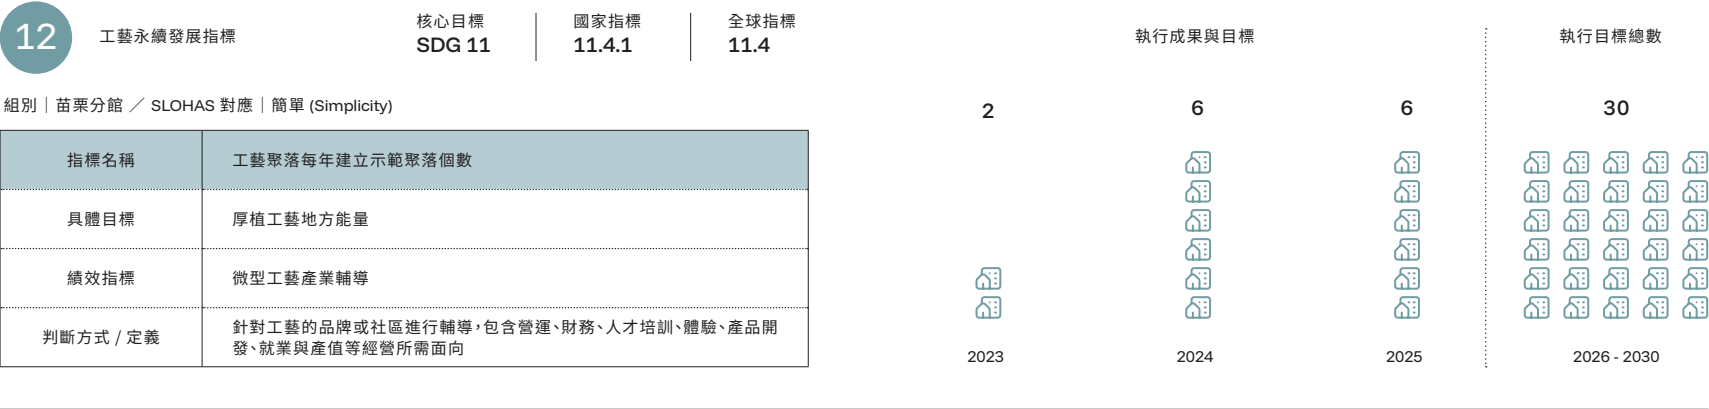 12
工藝永續發展指標
核心目標
SDG 11
國家指標
11.4.1
全球指標
11.4
執行成果與目標
執行目標總數
組別｜苗栗分館 ／ SLOHAS 對應｜簡單 (Simplicity)
2
6
6
30
指標名稱
工藝聚落每年建立示範聚落個數
具體目標
厚植工藝地方能量
績效指標
微型工藝產業輔導
判斷方式 / 定義
針對工藝的品牌或社區進行輔導，包含營運、財務、人才培訓、體驗、產品開
發、就業與產值等經營所需面向
2023
2024
2025
2026 - 2030